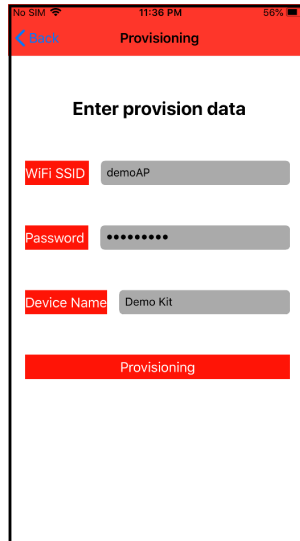 No SIM 11:36 PM 56%
Back Provisioning
Enter provision data
WiFi SSID demoAP
Password •••••••••
Device Name Demo Kit
Provisioning